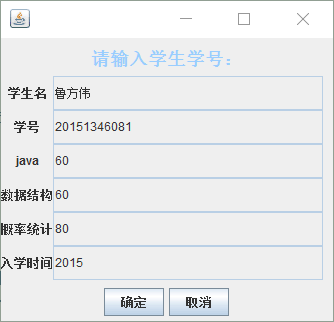 请输入学生学号：
学生名 鲁方伟
学号 20151346081
java 60
数据结构 60
概率统计 80
入学时间 2015
确定 取消